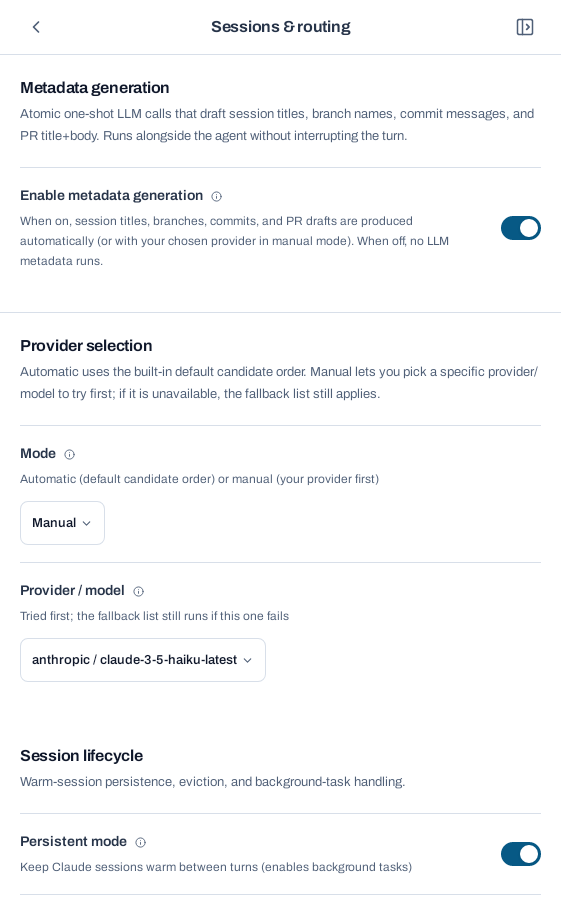 Sessions & routing
Metadata generation
Atomic one-shot LLM calls that draft session titles, branch names, commit messages, and
PR title+body. Runs alongside the agent without interrupting the turn.
Enable metadata generation
When on, session titles, branches, commits, and PR drafts are produced
automatically (or with your chosen provider in manual mode). When off, no LLM
metadata runs.
Provider selection
Automatic uses the built-in default candidate order. Manual lets you pick a specific provider/
model to try first; if it is unavailable, the fallback list still applies.
Mode
Automatic (default candidate order) or manual (your provider first)
Manual
Provider / model
Tried first; the fallback list still runs if this one fails
anthropic / claude-3-5-haiku-latest
Session lifecycle
Warm-session persistence, eviction, and background-task handling.
Persistent mode
Keep Claude sessions warm between turns (enables background tasks)